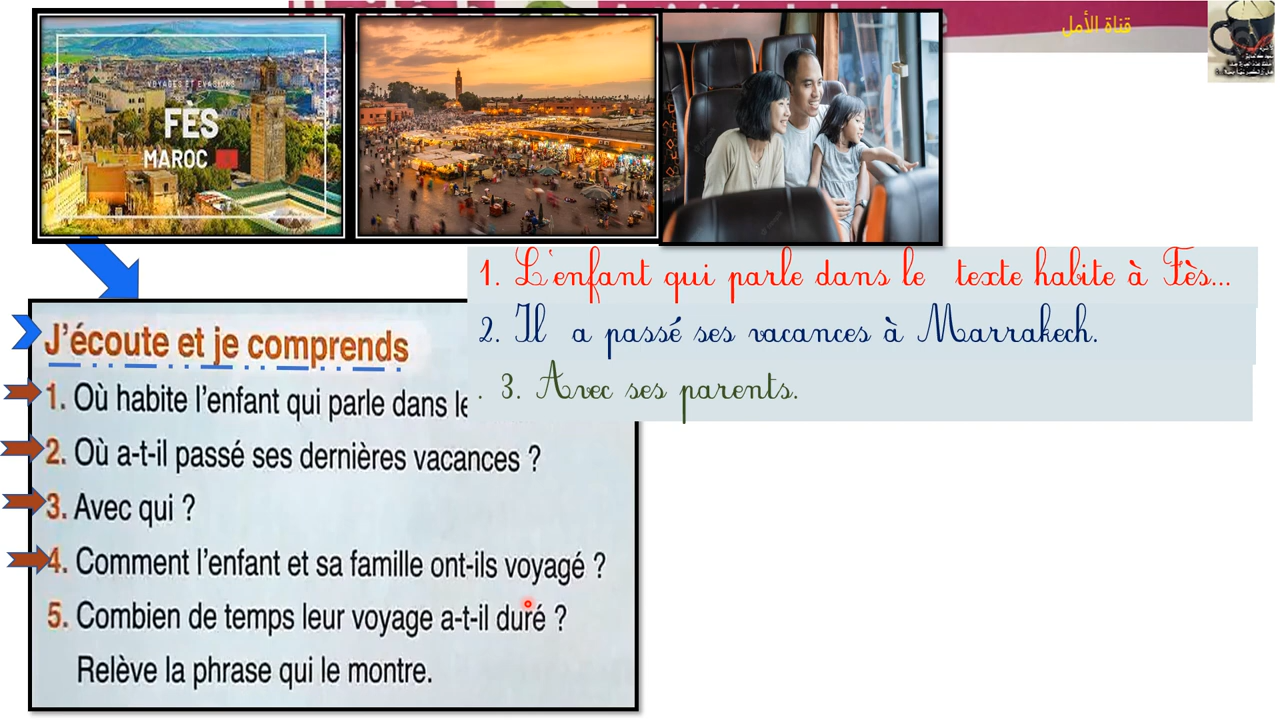 قناة الأمل
VOYAGES ET EVASIONS
FÈS
MAROC
1. L'enfant qui parle dans le texte habite à Fès...
2. Il a passé ses vacances à Marrakech.
. 3. Avec ses parents.
J'écoute et je comprends
1. Où habite l'enfant qui parle dans le
2. Où a-t-il passé ses dernières vacances ?
3. Avec qui ?
4. Comment l'enfant et sa famille ont-ils voyagé ?
5. Combien de temps leur voyage a-t-il duré ?
Relève la phrase qui le montre.